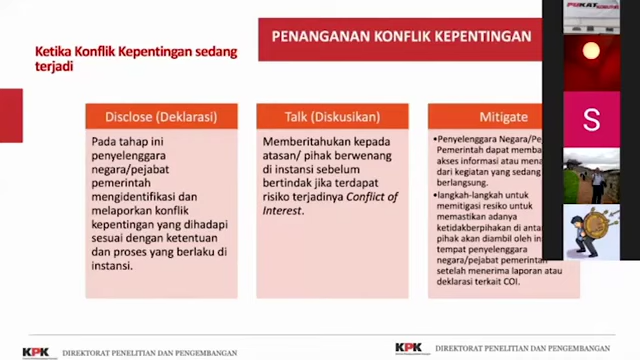 Ketika Konflik Kepentingan sedang
terjadi
PENANGANAN KONFLIK KEPENTINGAN
Disclose (Deklarasi)
Pada tahap ini
penyelenggara
negara/pejabat
pemerintah
mengidentifikasi dan
melaporkan konflik
kepentingan yang dihadapi
sesuai dengan ketentuan
dan proses yang berlaku di
instansi.
Talk (Diskusikan)
Memberitahukan kepada
atasan/ pihak berwenang
di instansi sebelum
bertindak jika terdapat
risiko terjadinya Conflict of
Interest.
Mitigate
•Penyelenggara Negara/Pe
Pemerintah dapat memba
akses informasi atau mena
dari kegiatan yang sedang
berlangsung.
•langkah-langkah untuk
memitigasi risiko untuk
memastikan adanya
ketidakberpihakan di anta
pihak akan diambil oleh in
tempat penyelenggara
negara/pejabat pemerintah
setelah menerima laporan atau
deklarasi terkait COI.
S
KPK DIREKTORAT PENELITIAN DAN PENGEMBANGAN
KPK DIREKTORAT PENELITIAN DAN PENGEMBANGAN